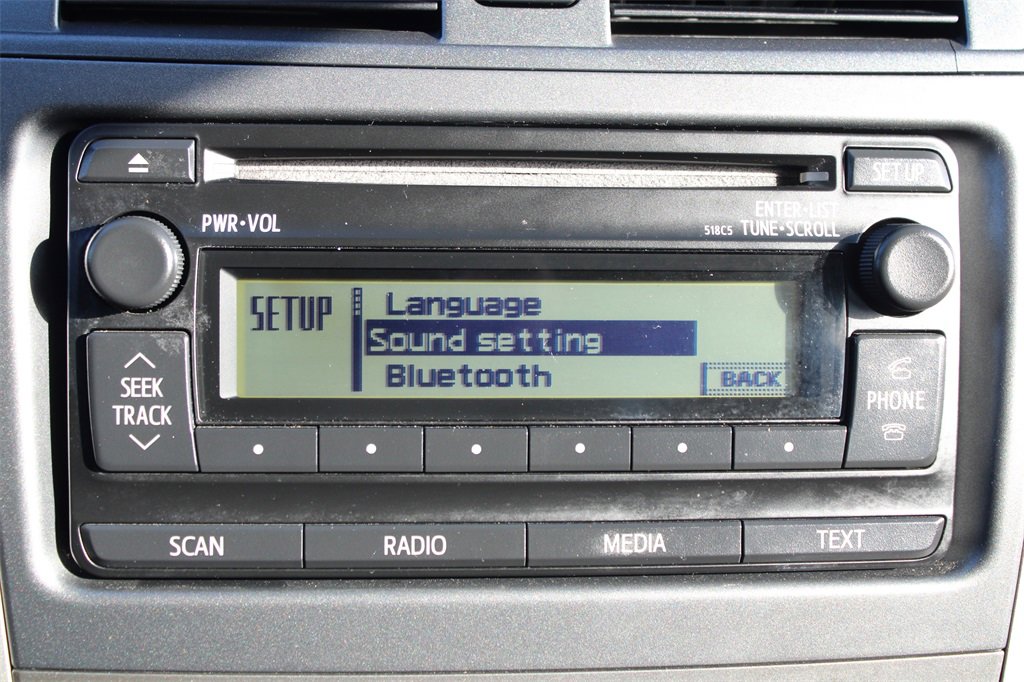 SETUP
PWR•VOL
ENTER•LIST
518C5 TUNE•SCROLL
SETUP
Language
Sound setting
Bluetooth
BACK
SEEK
TRACK
PHONE
SCAN
RADIO
MEDIA
TEXT